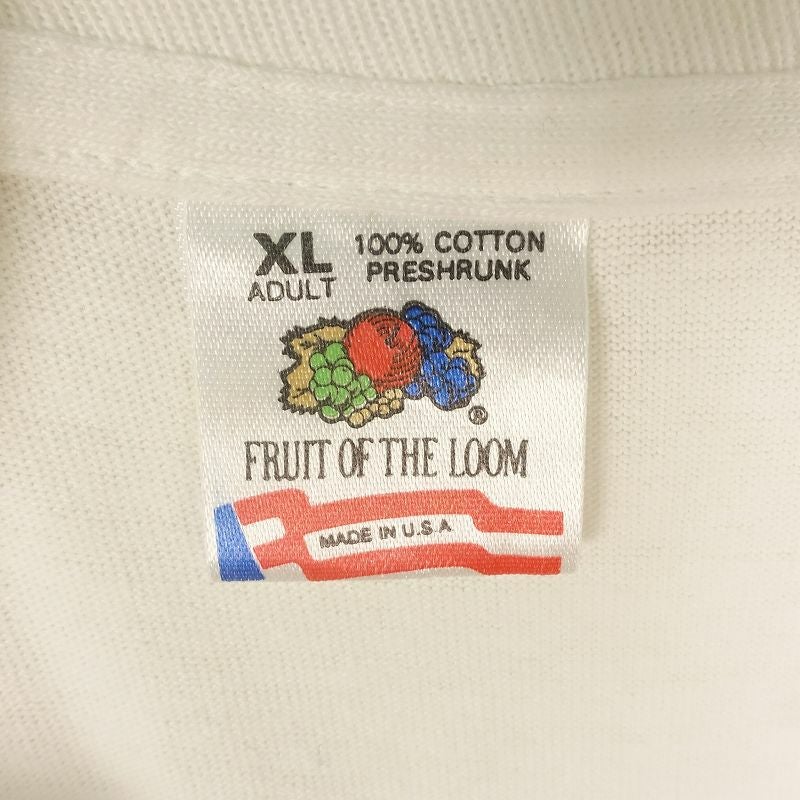 XL
ADULT
100% COTTON
PRESHRUNK
®
FRUIT OF THE LOOM
MADE IN U.S.A